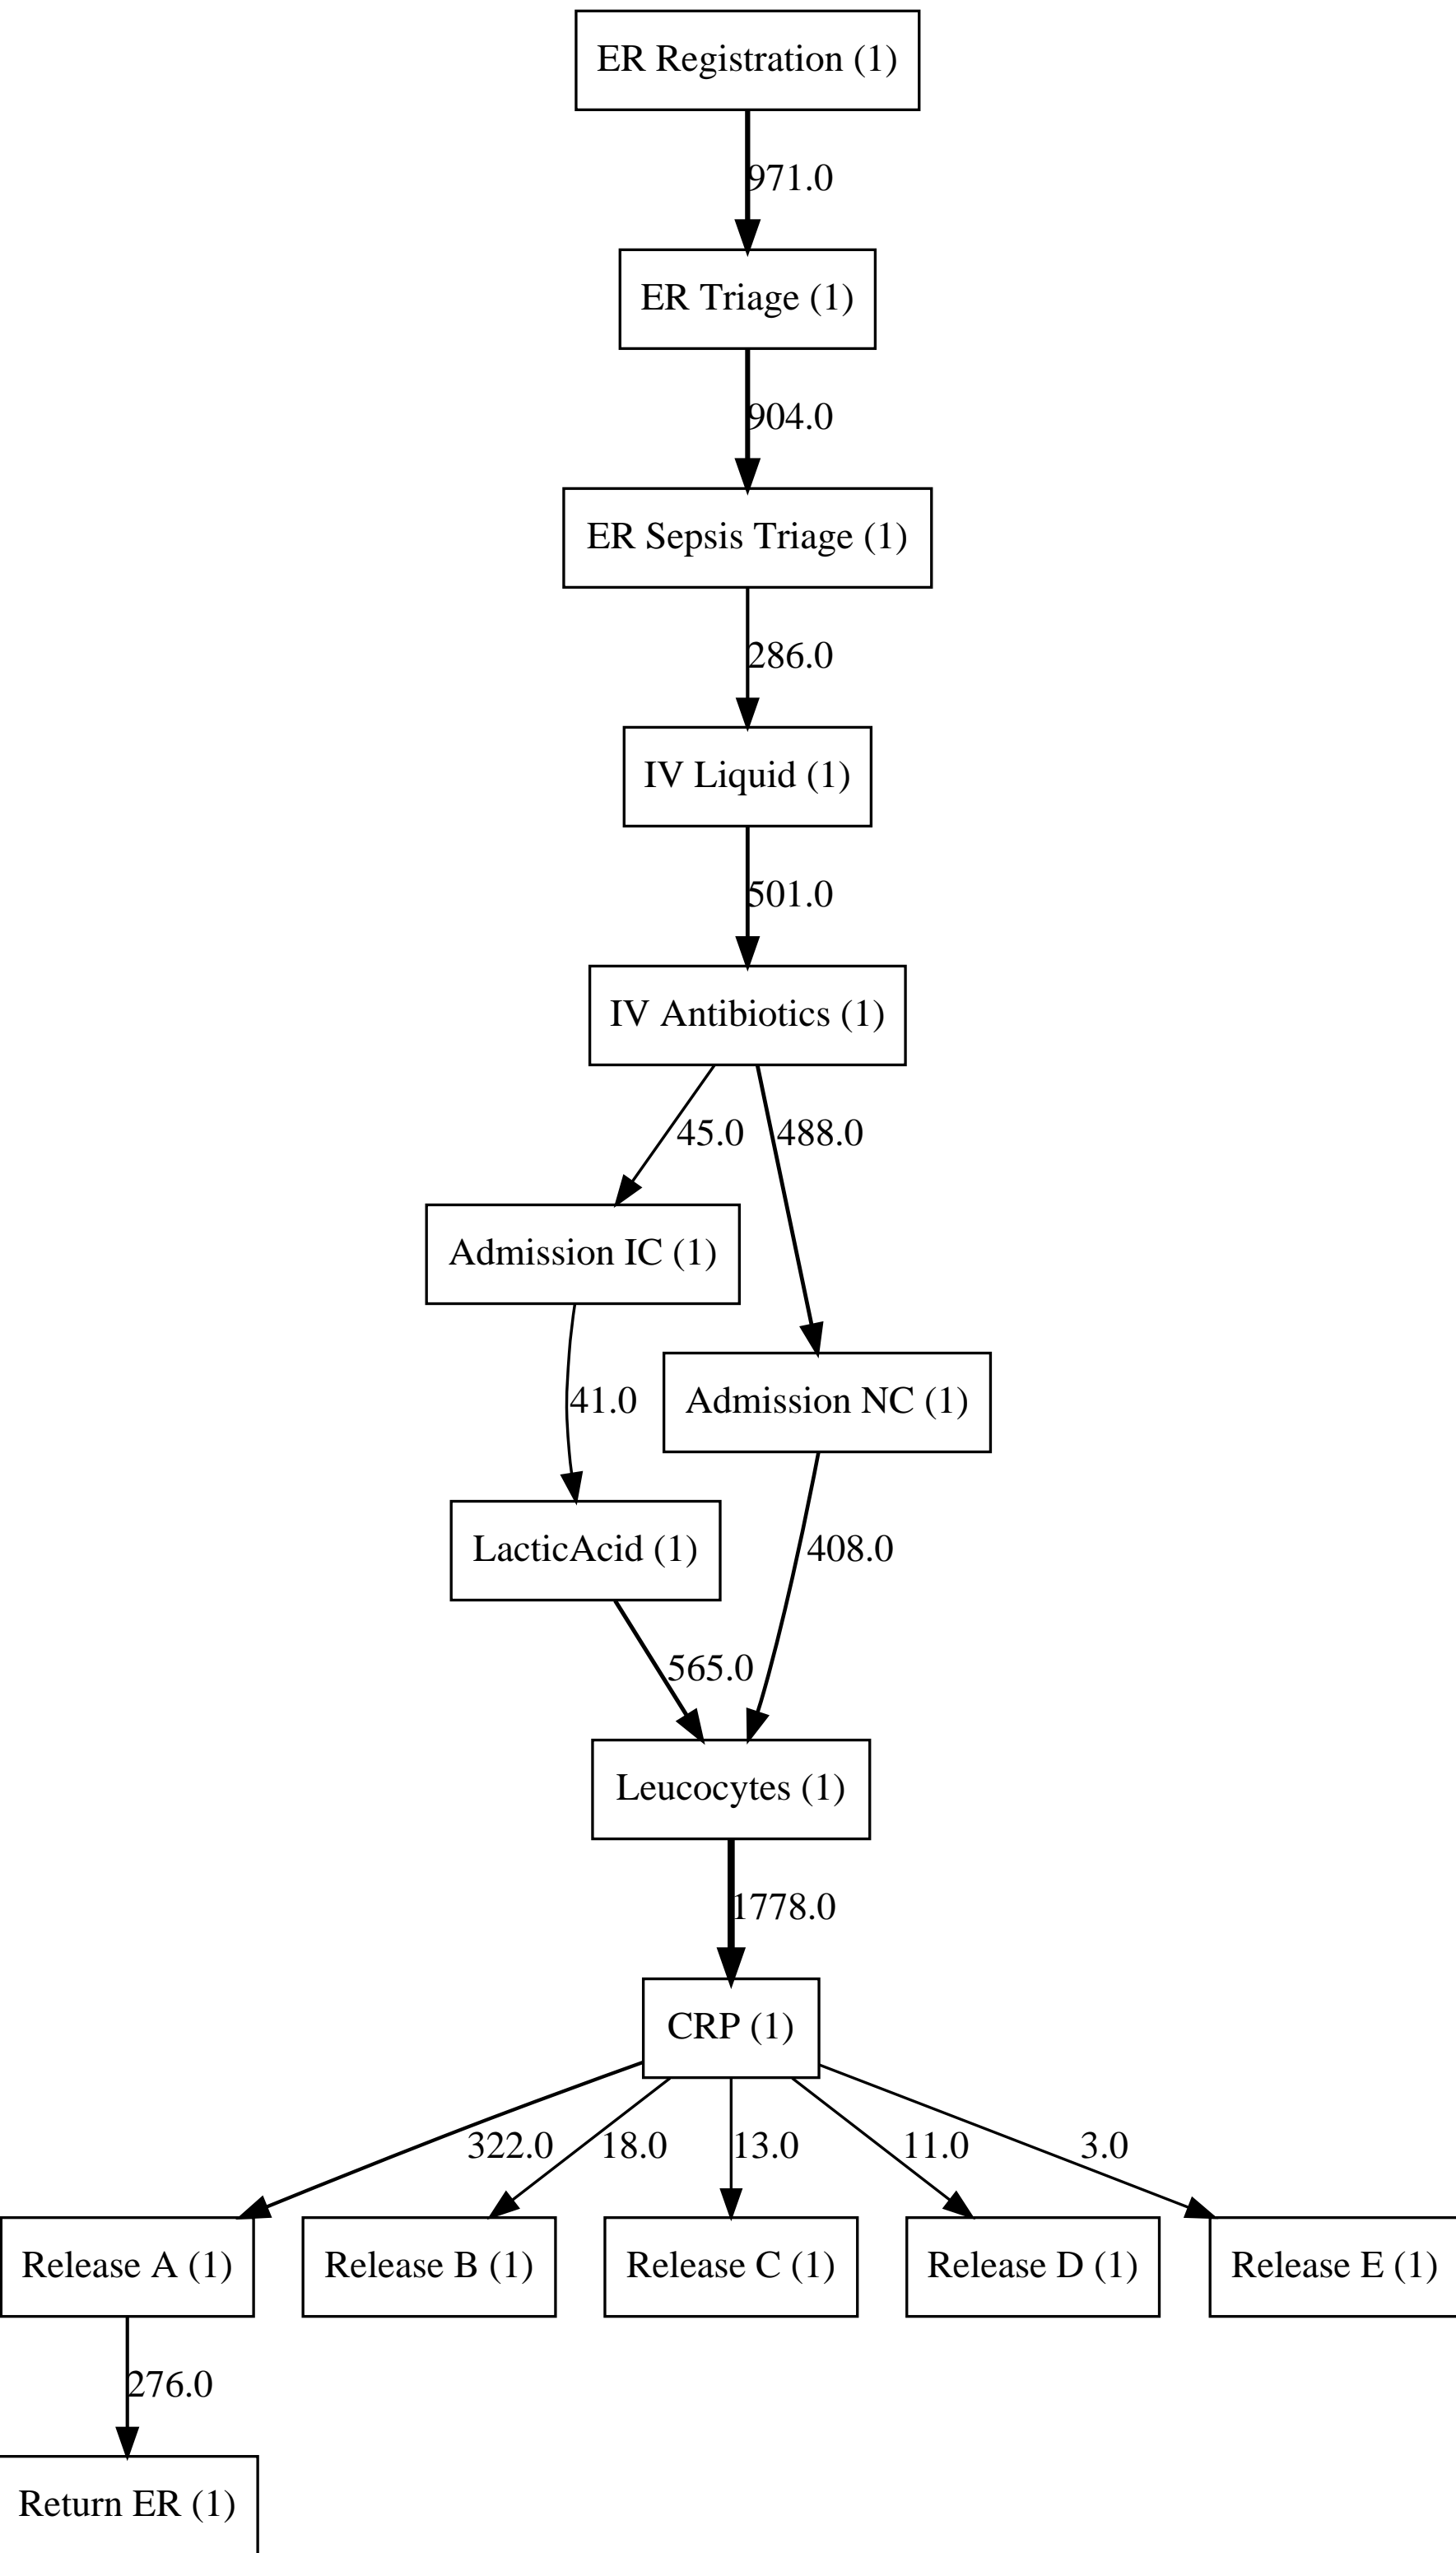 ER Registration (1)
971.0
ER Triage (1)
904.0
ER Sepsis Triage (1)
286.0
IV Liquid (1)
501.0
IV Antibiotics (1)
45.0
488.0
Admission IC (1)
41.0
Admission NC (1)
LacticAcid (1)
408.0
565.0
Leucocytes (1)
1778.0
CRP (1)
322.0
18.0
13.0
11.0
3.0
Release A (1)
Release B (1)
Release C (1)
Release D (1)
Release E (1)
276.0
Return ER (1)